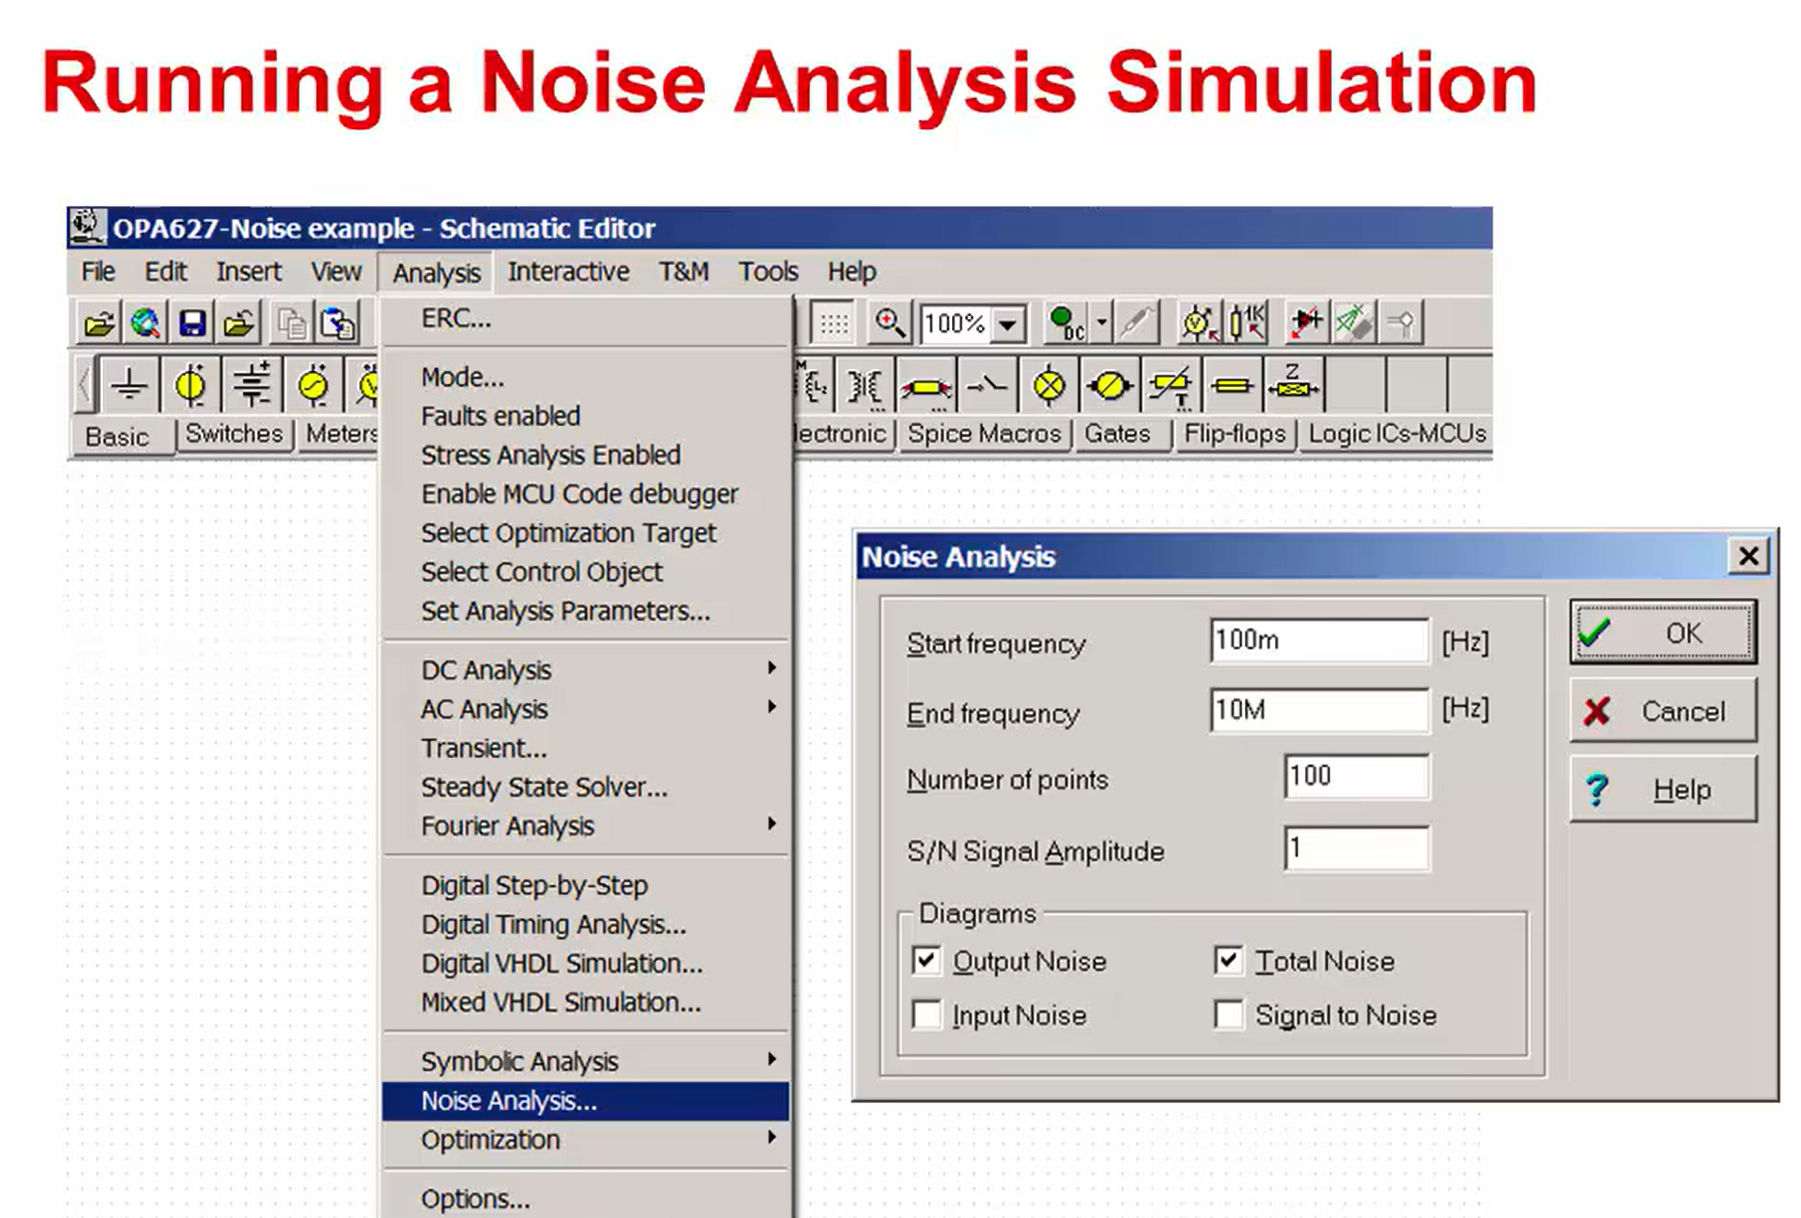 Running a Noise Analysis Simulation
OPA627-Noise example - Schematic Editor
File Edit Insert View Analysis Interactive T&M Tools Help
100% DC 1K
M Z T
Basic Switches Meters lectronic Spice Macros Gates Flip-flops Logic ICs-MCUs
ERC...
Mode...
Faults enabled
Stress Analysis Enabled
Enable MCU Code debugger
Select Optimization Target
Select Control Object
Set Analysis Parameters...
DC Analysis
AC Analysis
Transient...
Steady State Solver...
Fourier Analysis
Digital Step-by-Step
Digital Timing Analysis...
Digital VHDL Simulation...
Mixed VHDL Simulation...
Symbolic Analysis
Noise Analysis...
Optimization
Options...
Noise Analysis
Start frequency 100m [Hz]
End frequency 10M [Hz]
Number of points 100
S/N Signal Amplitude 1
Diagrams
Output Noise Total Noise
Input Noise Signal to Noise
OK
Cancel
? Help